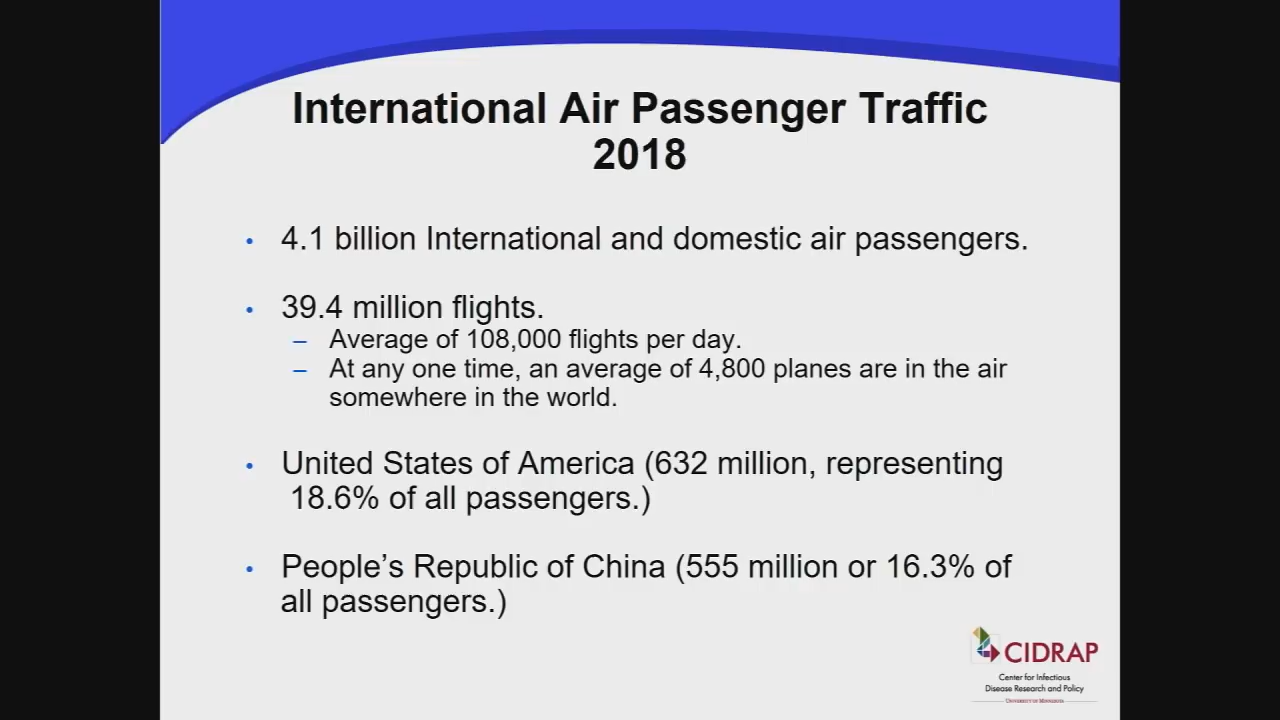 International Air Passenger Traffic
2018
• 4.1 billion International and domestic air passengers.
• 39.4 million flights.
– Average of 108,000 flights per day.
– At any one time, an average of 4,800 planes are in the air
somewhere in the world.
• United States of America (632 million, representing
18.6% of all passengers.)
• People’s Republic of China (555 million or 16.3% of
all passengers.)
CIDRAP
Center for Infectious
Disease Research and Policy
University of Minnesota